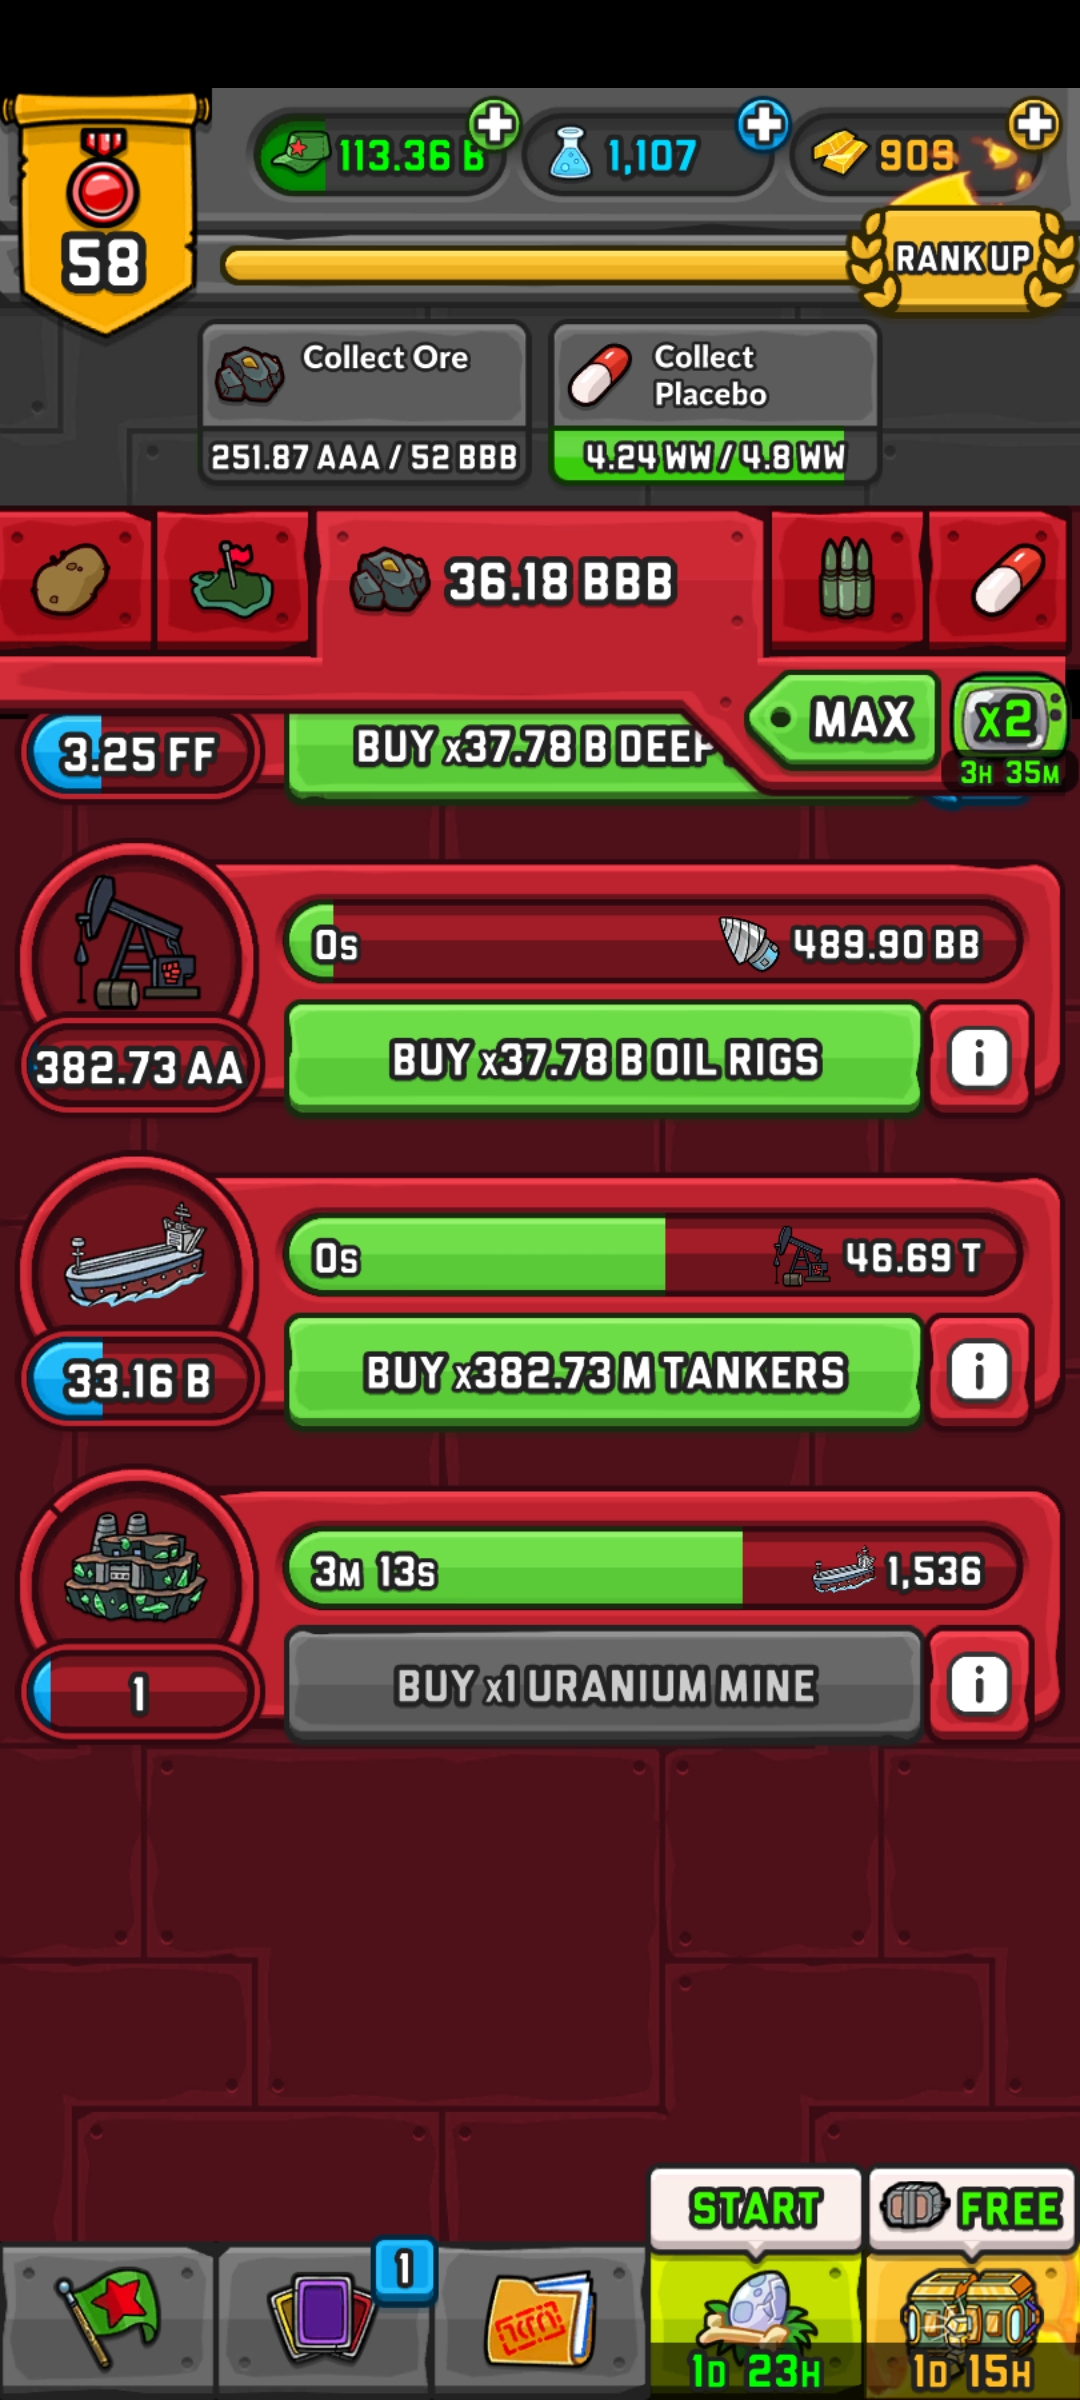 113.36 B
1,107
909
58
RANK UP
Collect Ore
251.87 AAA / 52 BBB
Collect
Placebo
4.24 WW / 4.8 WW
36.18 BBB
MAX
x2
3H 35M
3.25 FF
BUY x37.78 B DEEP
0s
489.90 BB
382.73 AA
BUY x37.78 B OIL RIGS
i
0s
46.69 T
33.16 B
BUY x382.73 M TANKERS
i
3M 13s
1,536
1
BUY x1 URANIUM MINE
i
START
FREE
1
1D 23H
1D 15H